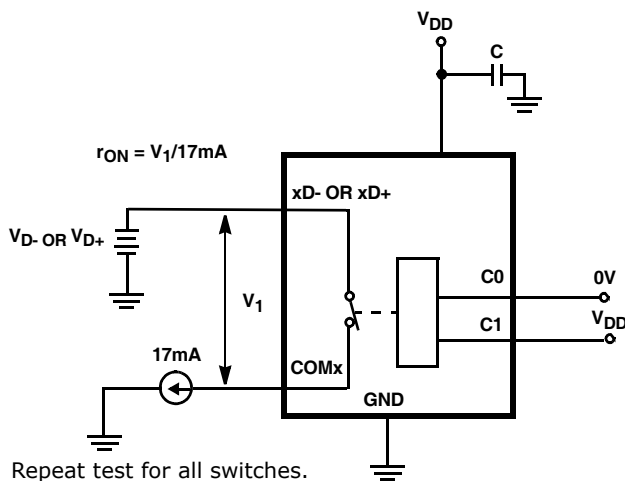 VDD
C
rON = V1/17mA
xD- OR xD+
VD- OR VD+
V1
C0
0V
VDD
C1
17mA
COMx
GND
Repeat test for all switches.